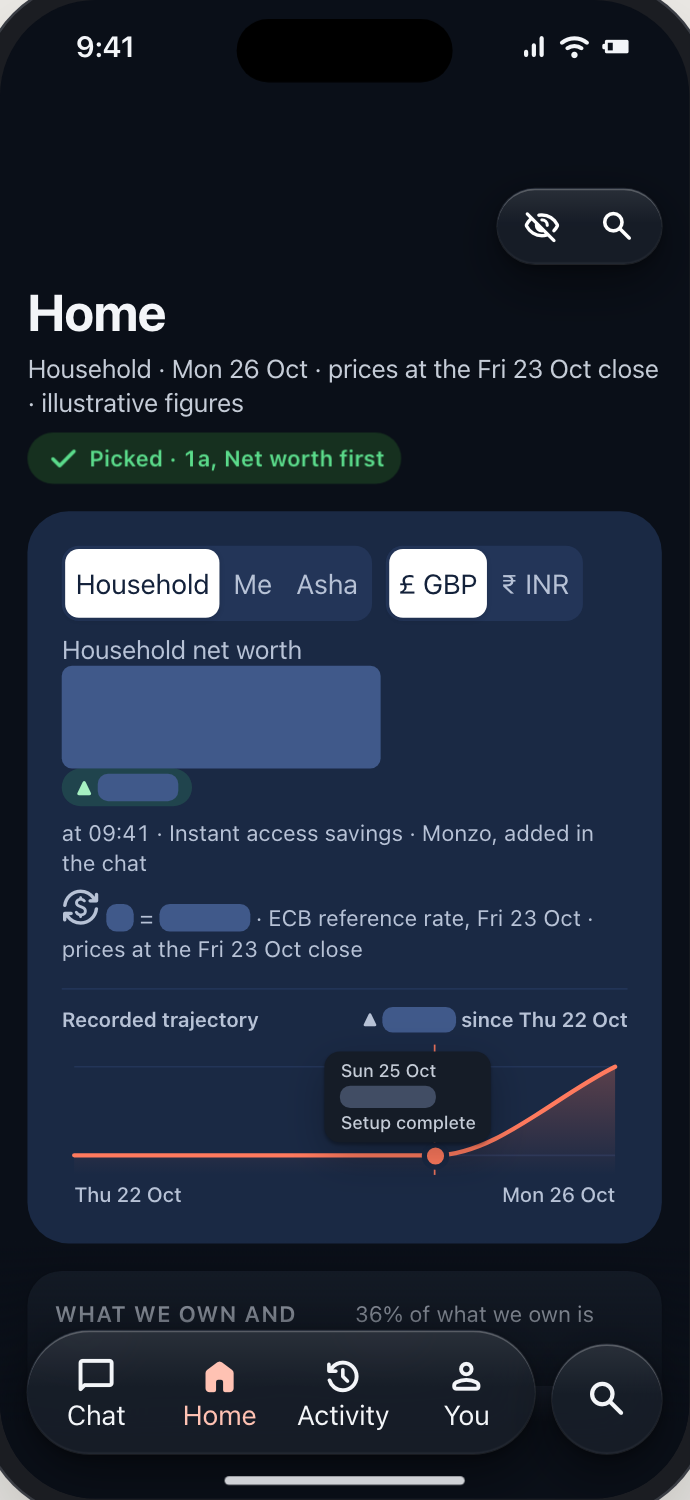 9:41
Home
Household · Mon 26 Oct · prices at the Fri 23 Oct close
· illustrative figures
Picked · 1a, Net worth first
Household Me Asha £ GBP ₹ INR
Household net worth
at 09:41 · Instant access savings · Monzo, added in
the chat
= · ECB reference rate, Fri 23 Oct ·
prices at the Fri 23 Oct close
Recorded trajectory ▲ since Thu 22 Oct
Sun 25 Oct
Setup complete
Thu 22 Oct Mon 26 Oct
WHAT WE OWN AND 36% of what we own is
Chat Home Activity You